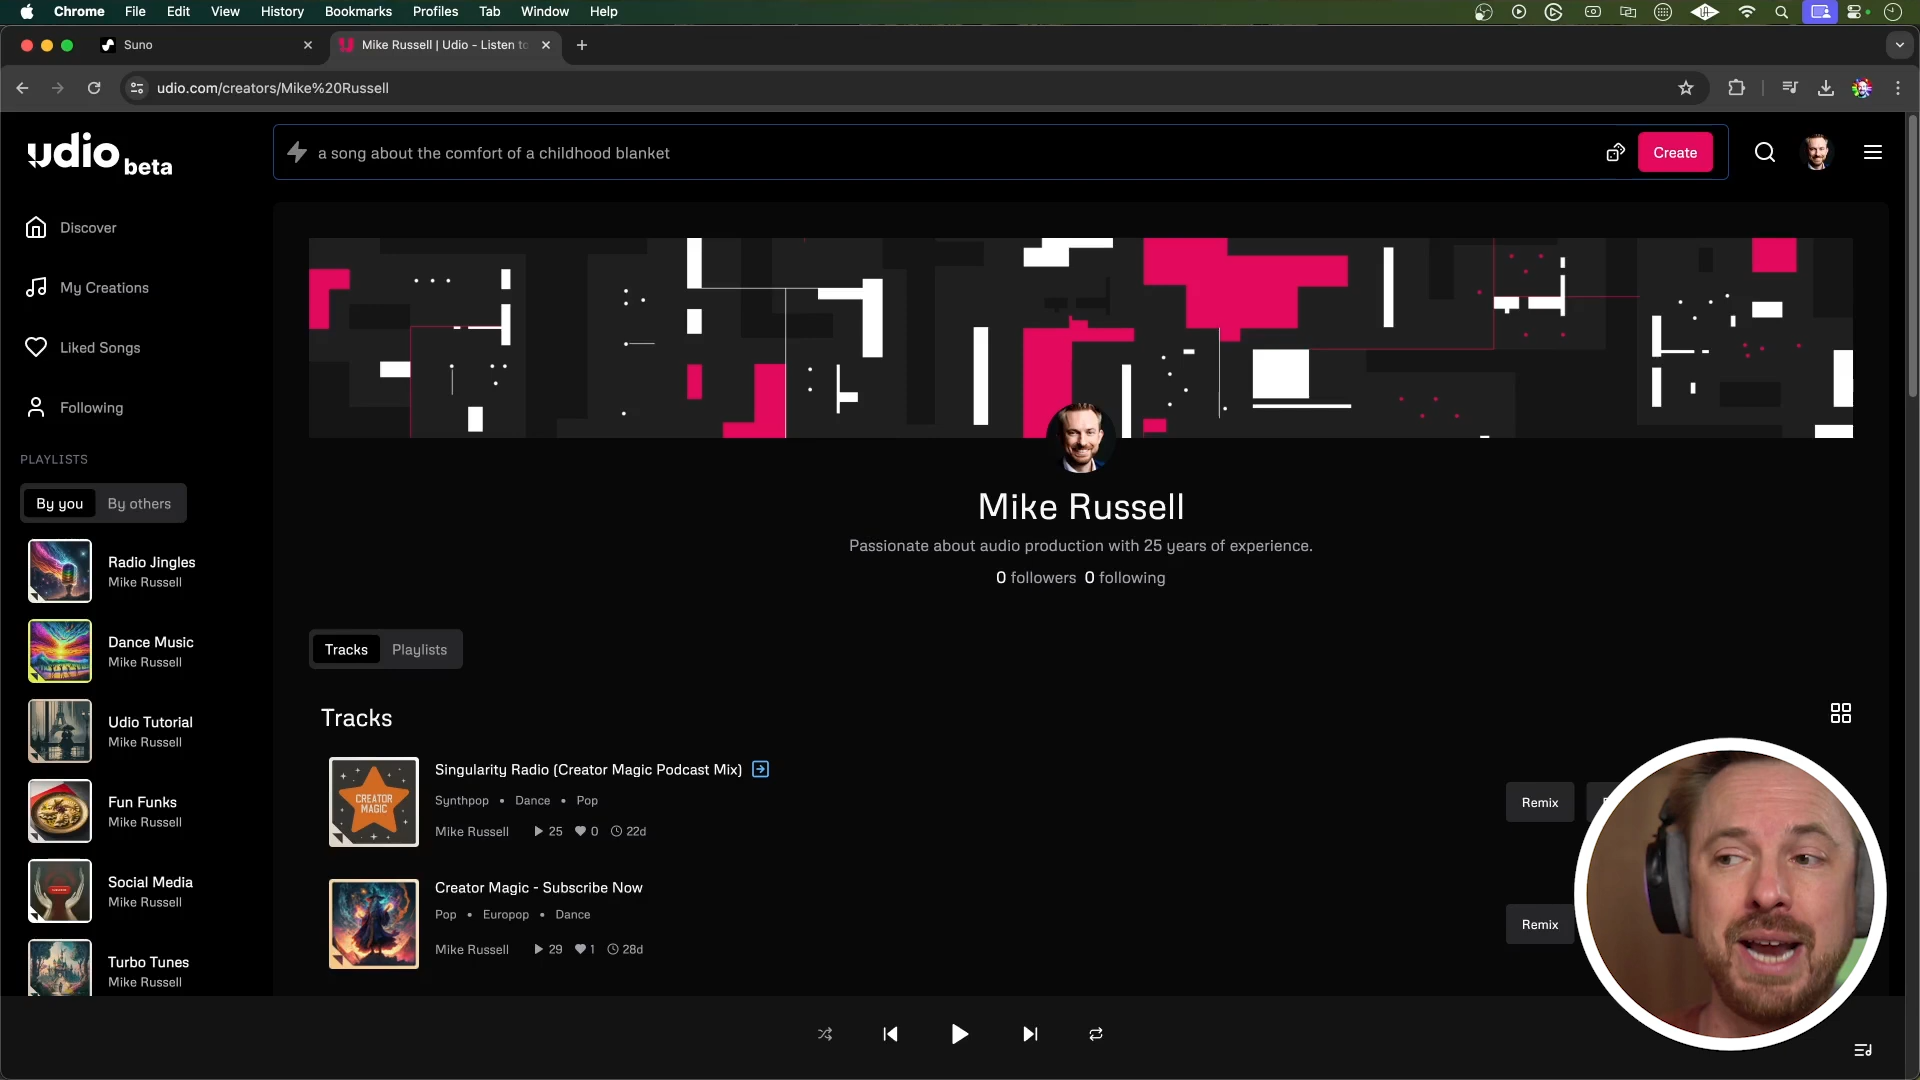 Chrome File Edit View History Bookmarks Profiles Tab Window Help
Suno
Mike Russell | Udio - Listen to
udio.com/creators/Mike%20Russell
udio beta
a song about the comfort of a childhood blanket
Create
Discover
My Creations
Liked Songs
Following
PLAYLISTS
By you By others
Radio Jingles
Mike Russell
Dance Music
Mike Russell
Udio Tutorial
Mike Russell
Fun Funks
Mike Russell
Social Media
Mike Russell
Turbo Tunes
Mike Russell
Mike Russell
Passionate about audio production with 25 years of experience.
0 followers 0 following
Tracks Playlists
Tracks
CREATOR
MAGIC
Singularity Radio (Creator Magic Podcast Mix)
Synthpop • Dance • Pop
Mike Russell 25 0 22d
Remix
Creator Magic - Subscribe Now
Pop • Europop • Dance
Mike Russell 29 1 28d
Remix